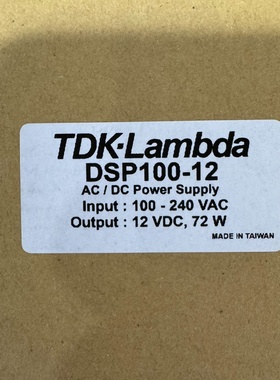 TDK-Lambda
DSP100-12
AC / DC Power Supply
Input : 100 - 240 VAC
Output : 12 VDC, 72 W
MADE IN TAIWAN